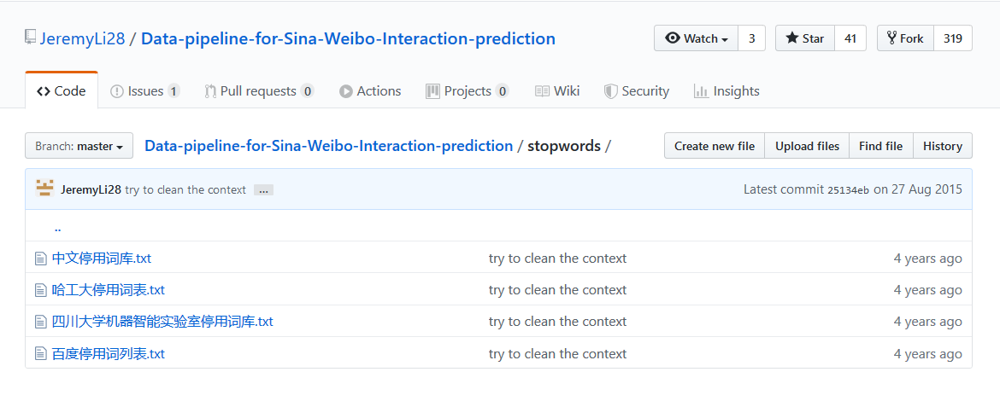 JeremyLi28 / Data-pipeline-for-Sina-Weibo-Interaction-prediction Watch 3 Star 41 Fork 319
Code Issues 1 Pull requests 0 Actions Projects 0 Wiki Security Insights
Branch: master Data-pipeline-for-Sina-Weibo-Interaction-prediction / stopwords / Create new file Upload files Find file History
JeremyLi28 try to clean the context ... Latest commit 25134eb on 27 Aug 2015
..
中文停用词库.txt try to clean the context 4 years ago
哈工大停用词表.txt try to clean the context 4 years ago
四川大学机器智能实验室停用词库.txt try to clean the context 4 years ago
百度停用词列表.txt try to clean the context 4 years ago